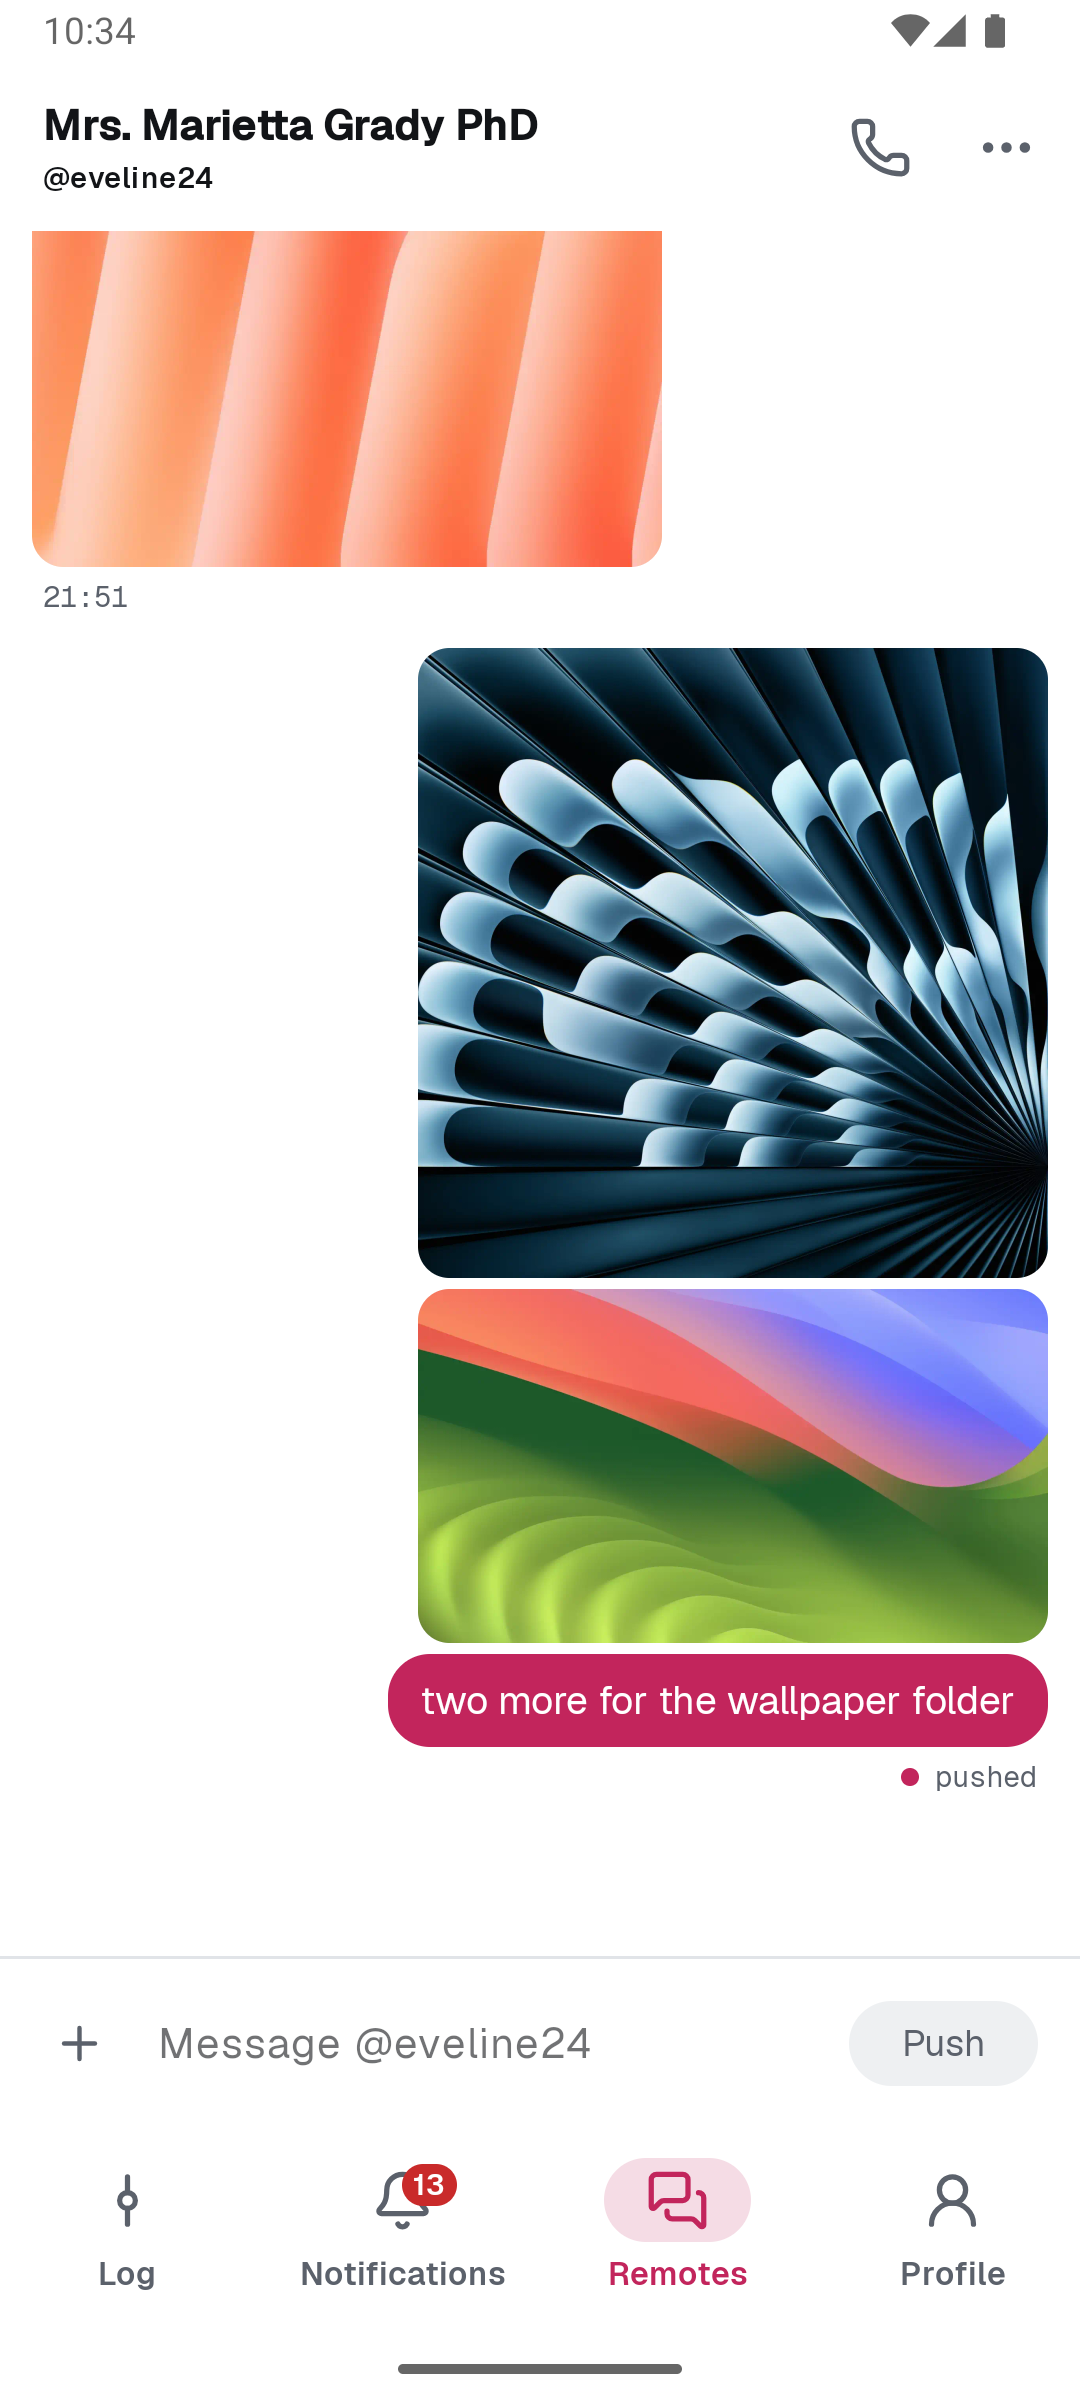 10:34
Mrs. Marietta Grady PhD
@eveline24
21:51
two more for the wallpaper folder
pushed
Message @eveline24
Push
13
Log
Notifications
Remotes
Profile